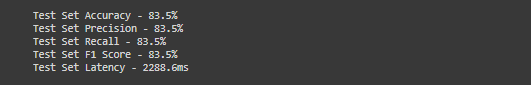 Test Set Accuracy - 83.5%
Test Set Precision - 83.5%
Test Set Recall - 83.5%
Test Set F1 Score - 83.5%
Test Set Latency - 2288.6ms